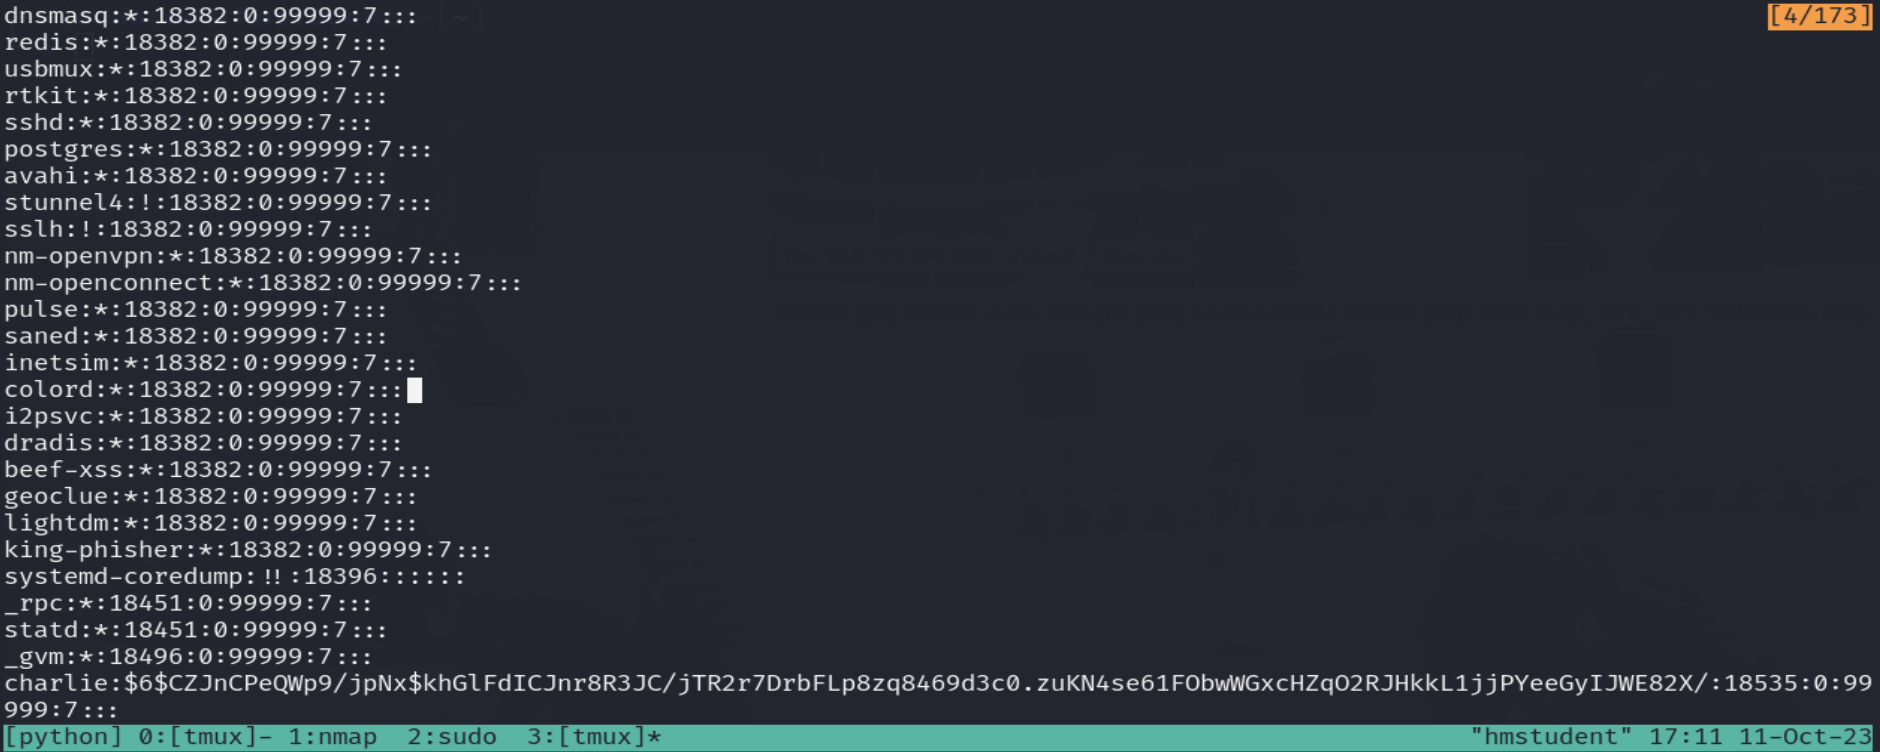 dnsmasq:*:18382:0:99999:7::: [4/173]
redis:*:18382:0:99999:7:::
usbmux:*:18382:0:99999:7:::
rtkit:*:18382:0:99999:7:::
sshd:*:18382:0:99999:7:::
postgres:*:18382:0:99999:7:::
avahi:*:18382:0:99999:7:::
stunnel4:!:18382:0:99999:7:::
sslh:!:18382:0:99999:7:::
nm-openvpn:*:18382:0:99999:7:::
nm-openconnect:*:18382:0:99999:7:::
pulse:*:18382:0:99999:7:::
saned:*:18382:0:99999:7:::
inetsim:*:18382:0:99999:7:::
colord:*:18382:0:99999:7:::
i2psvc:*:18382:0:99999:7:::
dradis:*:18382:0:99999:7:::
beef-xss:*:18382:0:99999:7:::
geoclue:*:18382:0:99999:7:::
lightdm:*:18382:0:99999:7:::
king-phisher:*:18382:0:99999:7:::
systemd-coredump:!!:18396::::::
_rpc:*:18451:0:99999:7:::
statd:*:18451:0:99999:7:::
_gvm:*:18496:0:99999:7:::
charlie:$6$CZJnCPeQWp9/jpNx$khGlFdICJnr8R3JC/jTR2r7DrbFLp8zq8469d3c0.zuKN4se61FObwWGxcHZqO2RJHkkL1jjPYeeGyIJWE82X/:18535:0:99
999:7:::
[python] 0:[tmux]- 1:nmap 2:sudo 3:[tmux]* "hmstudent" 17:11 11-Oct-23